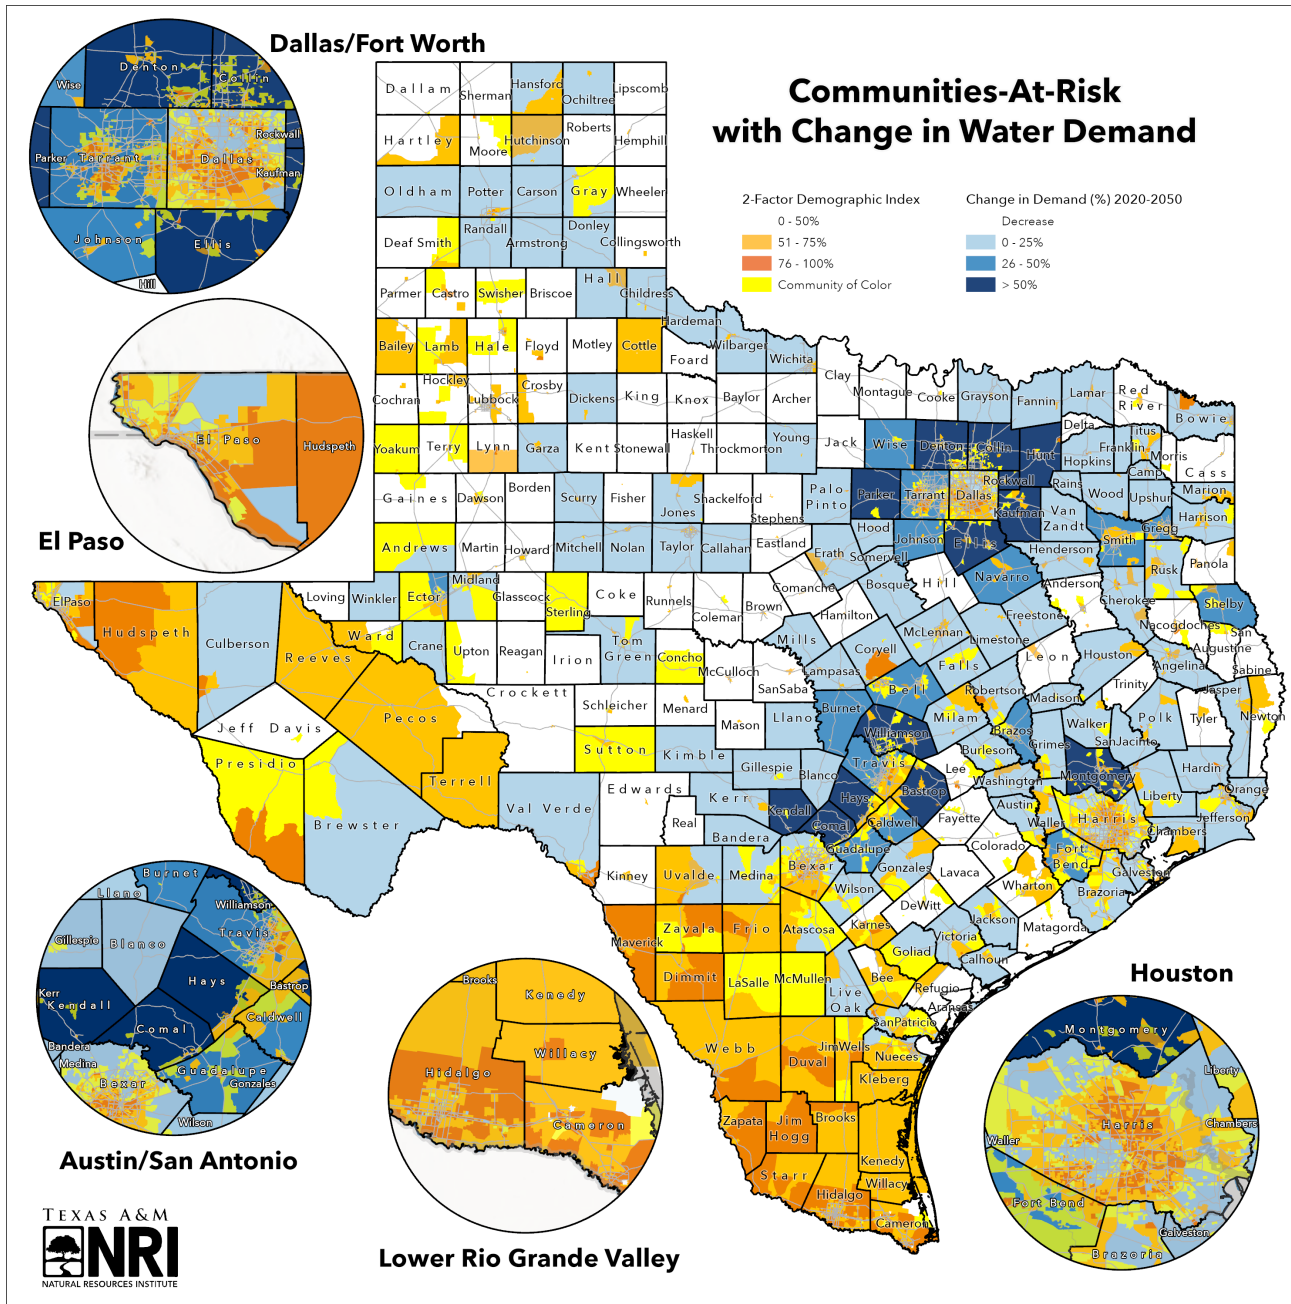 Dallas/Fort Worth
Denton
Collin
Wise
Rockwall
Parker
Tarrant
Dallas
Kaufman
Johnson
Ellis
Hill
Communities-At-Risk
with Change in Water Demand
2-Factor Demographic Index
0 - 50%
51 - 75%
76 - 100%
Community of Color
Change in Demand (%) 2020-2050
Decrease
0 - 25%
26 - 50%
> 50%
El Paso
Hudspeth
El Paso
Dallam
Sherman
Hansford
Ochiltree
Lipscomb
Hartley
Moore
Hutchinson
Roberts
Hemphill
Oldham
Potter
Carson
Gray
Wheeler
Deaf Smith
Randall
Armstrong
Donley
Collingsworth
Parmer
Castro
Swisher
Briscoe
Hall
Childress
Hardeman
Bailey
Lamb
Hale
Floyd
Motley
Cottle
Foard
Wilbarger
Wichita
Clay
Montague
Cooke
Grayson
Fannin
Lamar
Red
River
Bowie
Cochran
Hockley
Lubbock
Crosby
Dickens
King
Knox
Baylor
Archer
Delta
Titus
Franklin
Morris
Hopkins
Camp
Cass
Yoakum
Terry
Lynn
Garza
Kent
Stonewall
Haskell
Throckmorton
Young
Jack
Wise
Denton
Collin
Hunt
Rockwall
Rains
Wood
Upshur
Marion
Gaines
Dawson
Borden
Scurry
Fisher
Jones
Shackelford
Stephens
Palo
Pinto
Parker
Tarrant
Dallas
Kaufman
Van
Zandt
Smith
Gregg
Harrison
Andrews
Martin
Howard
Mitchell
Nolan
Taylor
Callahan
Eastland
Erath
Hood
Somervell
Johnson
Ellis
Henderson
Rusk
Panola
ElPaso
Hudspeth
Culberson
Loving
Winkler
Ector
Midland
Glasscock
Sterling
Coke
Runnels
Coleman
Brown
Comanche
Hamilton
Bosque
Hill
Navarro
Anderson
Cherokee
Nacogdoches
Shelby
San
Augustine
Sabine
Reeves
Ward
Crane
Upton
Reagan
Irion
Tom
Green
Concho
McCulloch
SanSaba
Mills
Lampasas
Coryell
McLennan
Limestone
Freestone
Leon
Houston
Angelina
Trinity
Jeff Davis
Pecos
Crockett
Schleicher
Menard
Mason
Llano
Burnet
Bell
Falls
Robertson
Madison
Walker
Polk
Tyler
Jasper
Newton
Presidio
Brewster
Terrell
Val Verde
Sutton
Kimble
Gillespie
Blanco
Travis
Williamson
Milam
Brazos
Burleson
Grimes
SanJacinto
Hardin
Edwards
Kerr
Real
Bandera
Kendall
Comal
Hays
Bastrop
Caldwell
Lee
Washington
Austin
Waller
Montgomery
Liberty
Orange
Jefferson
Chambers
Harris
Fayette
Kinney
Uvalde
Medina
Bexar
Guadalupe
Gonzales
Lavaca
Colorado
Wharton
Fort
Bend
Galveston
Brazoria
Wilson
Karnes
DeWitt
Jackson
Victoria
Matagorda
Maverick
Zavala
Frio
Atascosa
Dimmit
LaSalle
McMullen
Live
Oak
Bee
Goliad
Calhoun
Refugio
Aransas
SanPatricio
Webb
Duval
JimWells
Nueces
Kleberg
Zapata
Jim
Hogg
Brooks
Kenedy
Starr
Hidalgo
Willacy
Cameron
Burnet
Llano
Williamson
Travis
Gillespie
Blanco
Hays
Bastrop
Kerr
Kendall
Comal
Caldwell
Bandera
Medina
Bexar
Guadalupe
Gonzales
Wilson
Austin/San Antonio
Brooks
Kenedy
Willacy
Hidalgo
Cameron
Lower Rio Grande Valley
Houston
Montgomery
Liberty
Harris
Chambers
Waller
Fort Bend
Galveston
Brazoria
TEXAS A&M
NRI
NATURAL RESOURCES INSTITUTE